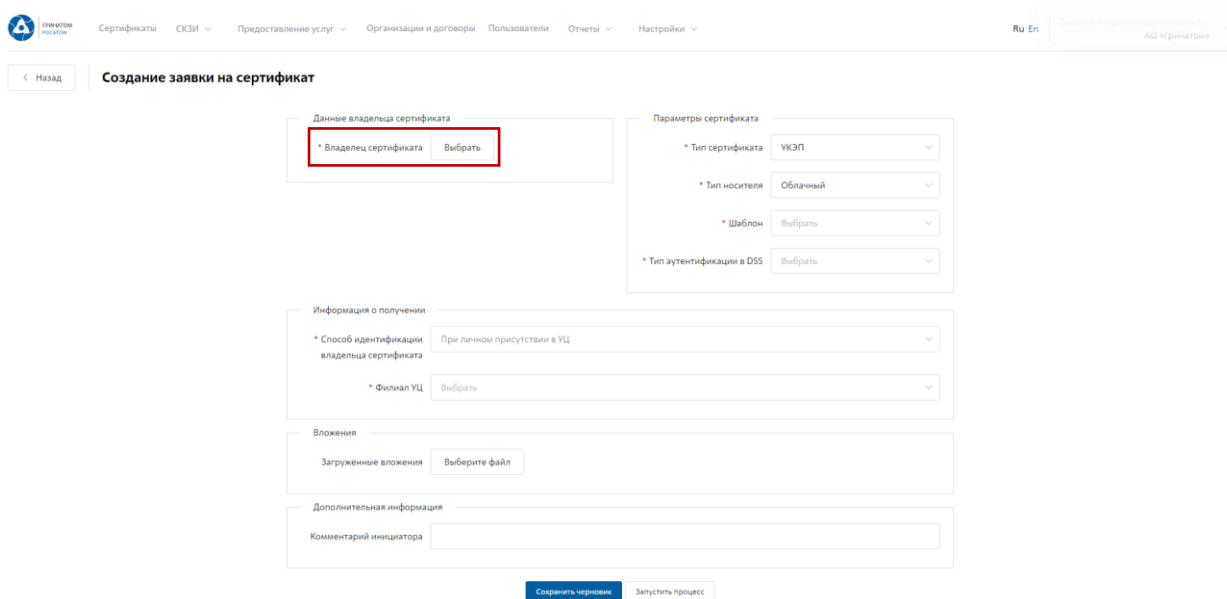 ГРИНАТОМ
РОСАТОМ
Сертификаты СКЗИ Предоставление услуг Организации и договоры Пользователи Отчеты Настройки Ru En
АО «Гринатом»
Назад Создание заявки на сертификат
Данные владельца сертификата
* Владелец сертификата Выбрать
Параметры сертификата
* Тип сертификата УКЭП
* Тип носителя Облачный
* Шаблон Выбрать
* Тип аутентификации в DSS Выбрать
Информация о получении
* Способ идентификации При личном присутствии в УЦ
владельца сертификата
* Филиал УЦ Выбрать
Вложения
Загруженные вложения Выберите файл
Дополнительная информация
Комментарий инициатора
Сохранить черновик Запустить процесс